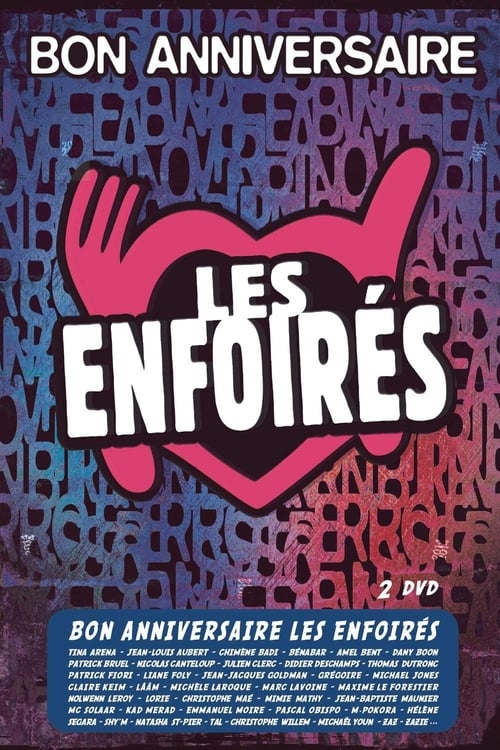 BON ANNIVERSAIRE
LES
ENFOIRÉS
2 DVD
BON ANNIVERSAIRE LES ENFOIRÉS
TINA ARENA - JEAN-LOUIS AUBERT - CHIMÈNE BADI - BÉNABAR - AMEL BENT - DANY BOON
PATRICK BRUEL - NICOLAS CANTELOUP - JULIEN CLERC - DIDIER DESCHAMPS - THOMAS DUTRONC
PATRICK FIORI - LIANE FOLY - JEAN-JACQUES GOLDMAN - GRÉGOIRE - MICHAEL JONES
CLAIRE KEIM - LÂÂM - MICHÈLE LAROQUE - MARC LAVOINE - MAXIME LE FORESTIER
NOLWENN LEROY - LORIE - CHRISTOPHE MAÉ - MIMIE MATHY - JEAN-BAPTISTE MAUNIER
MC SOLAAR - KAD MERAD - EMMANUEL MOIRE - PASCAL OBISPO - M-POKORA - HÉLÈNE
SEGARA - SHY'M - NATASHA ST-PIER - TAL - CHRISTOPHE WILLEM - MICHAËL YOUN - ZAZ - ZAZIE ...